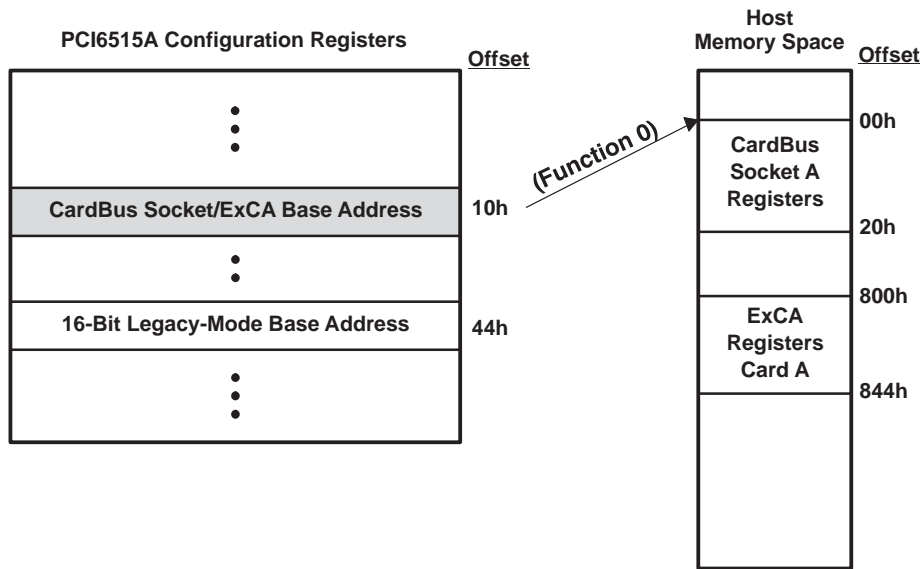 PCI6515A Configuration Registers
Offset
CardBus Socket/ExCA Base Address
10h
16-Bit Legacy-Mode Base Address
44h
(Function 0)
Host
Memory Space
Offset
00h
CardBus
Socket A
Registers
20h
800h
ExCA
Registers
Card A
844h